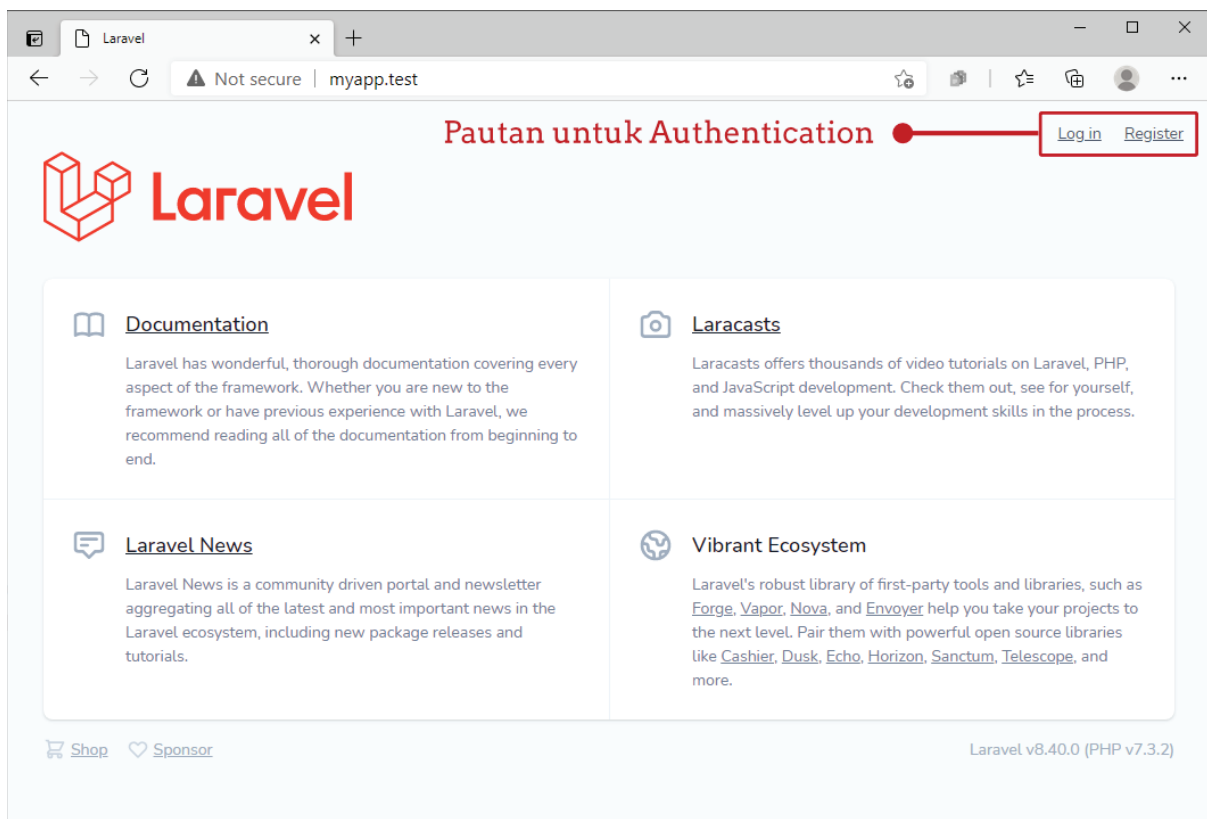 Laravel
Not secure | myapp.test
Pautan untuk Authentication
Log in Register
Laravel
Documentation
Laravel has wonderful, thorough documentation covering every
aspect of the framework. Whether you are new to the
framework or have previous experience with Laravel, we
recommend reading all of the documentation from beginning to
end.
Laracasts
Laracasts offers thousands of video tutorials on Laravel, PHP,
and JavaScript development. Check them out, see for yourself,
and massively level up your development skills in the process.
Laravel News
Laravel News is a community driven portal and newsletter
aggregating all of the latest and most important news in the
Laravel ecosystem, including new package releases and
tutorials.
Vibrant Ecosystem
Laravel's robust library of first-party tools and libraries, such as
Forge, Vapor, Nova, and Envoyer help you take your projects to
the next level. Pair them with powerful open source libraries
like Cashier, Dusk, Echo, Horizon, Sanctum, Telescope, and
more.
Shop Sponsor
Laravel v8.40.0 (PHP v7.3.2)